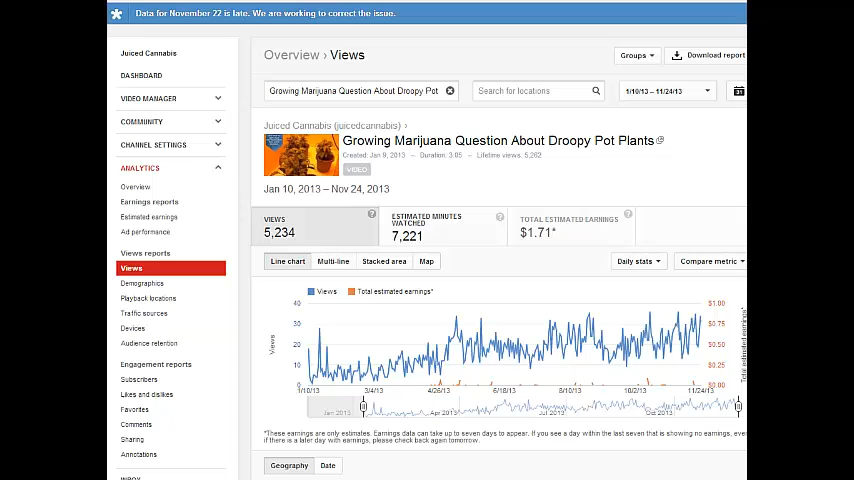 Data for November 22 is late. We are working to correct the issue.
Juiced Cannabis
DASHBOARD
VIDEO MANAGER
COMMUNITY
CHANNEL SETTINGS
ANALYTICS
Overview
Earnings reports
Estimated earnings
Ad performance
Views reports
Views
Demographics
Playback locations
Traffic sources
Devices
Audience retention
Engagement reports
Subscribers
Likes and dislikes
Favorites
Comments
Sharing
Annotations
Overview › Views
Groups
Download report
Growing Marijuana Question About Droopy Pot
Search for locations
1/10/13 – 11/24/13
Juiced Cannabis (juicedcannabis) ›
Growing Marijuana Question About Droopy Pot Plants
Created: Jan 9, 2013 – Duration: 3:05 – Lifetime views: 5,262
VIDEO
Jan 10, 2013 – Nov 24, 2013
VIEWS
5,234
ESTIMATED MINUTES
WATCHED
7,221
TOTAL ESTIMATED EARNINGS
$1.71*
Line chart
Multi-line
Stacked area
Map
Daily stats
Compare metric
Views
Total estimated earnings*
40
30
20
10
0
Views
$1.00
$0.75
$0.50
$0.25
$0.00
Total estimated earnings*
1/10/13 3/4/13 4/26/13 6/18/13 8/10/13 10/2/13 11/24/13
Jan 2013 Apr 2013 Jul 2013 Oct 2013
*These earnings are only estimates. Earnings data can take up to seven days to appear. If you see a day within the last seven that is showing no earnings, eve
if there is a later day with earnings, please check back again tomorrow.
Geography
Date